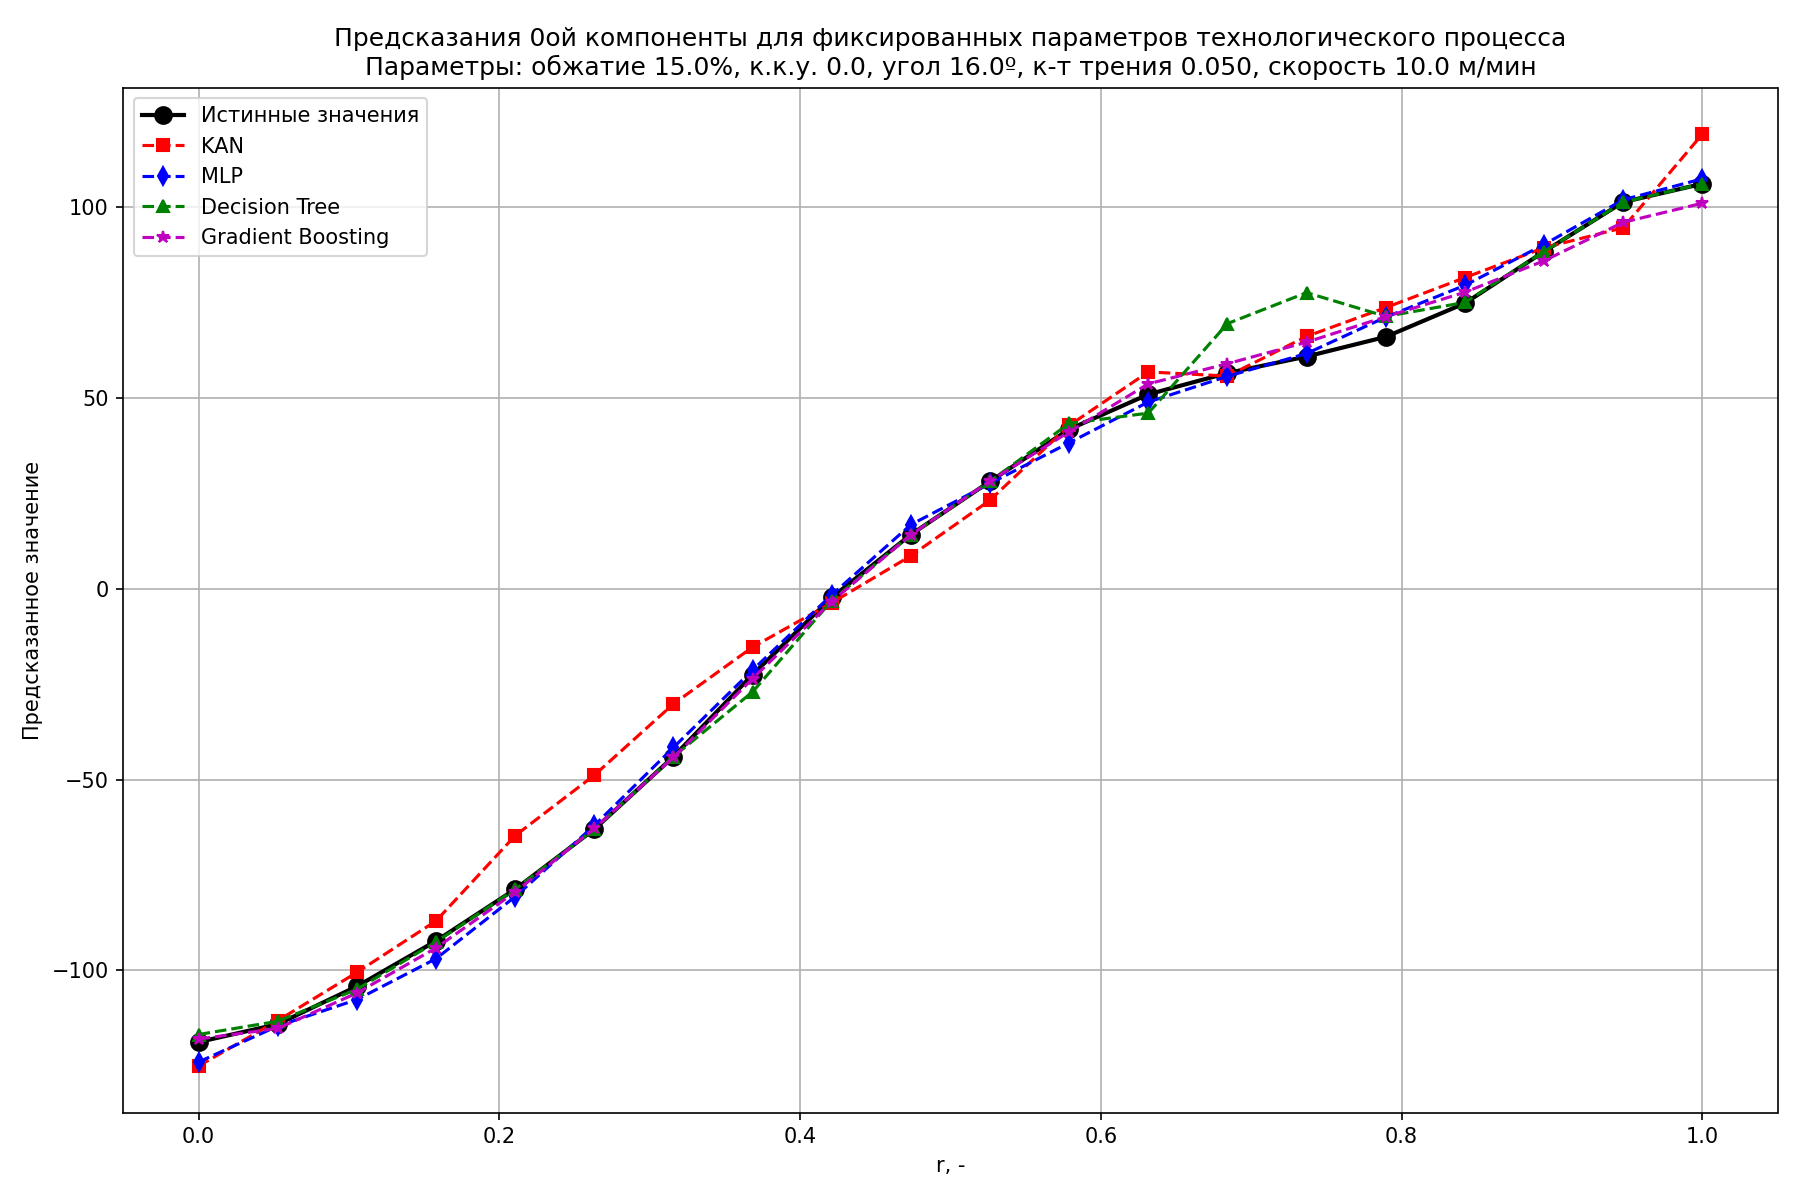 Предсказания 0ой компоненты для фиксированных параметров технологического процесса
Параметры: обжатие 15.0%, к.к.у. 0.0, угол 16.0º, к-т трения 0.050, скорость 10.0 м/мин
Истинные значения
KAN
MLP
Decision Tree
Gradient Boosting
Предсказанное значение
100
50
0
−50
−100
0.0
0.2
0.4
0.6
0.8
1.0
r, -